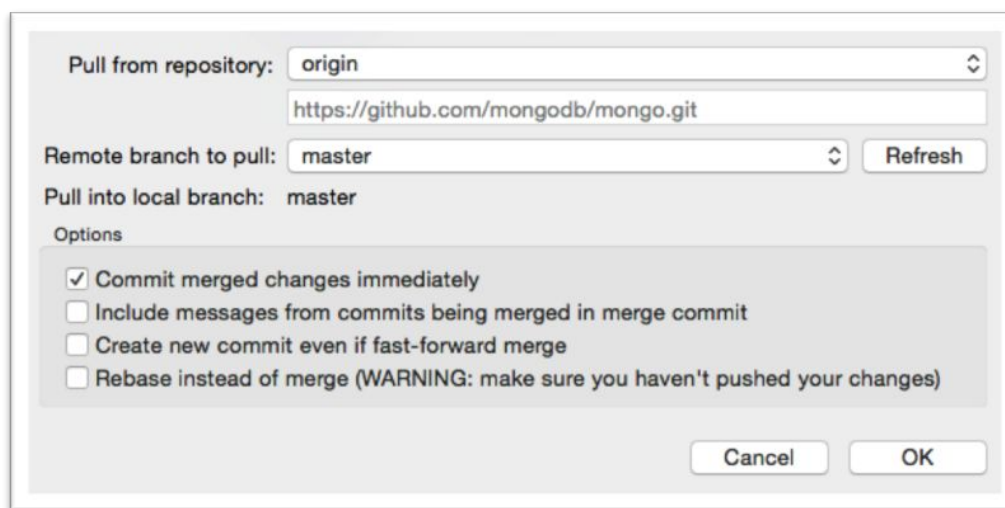 Pull from repository: origin
https://github.com/mongodb/mongo.git
Remote branch to pull: master Refresh
Pull into local branch: master
Options
Commit merged changes immediately
Include messages from commits being merged in merge commit
Create new commit even if fast-forward merge
Rebase instead of merge (WARNING: make sure you haven't pushed your changes)
Cancel OK